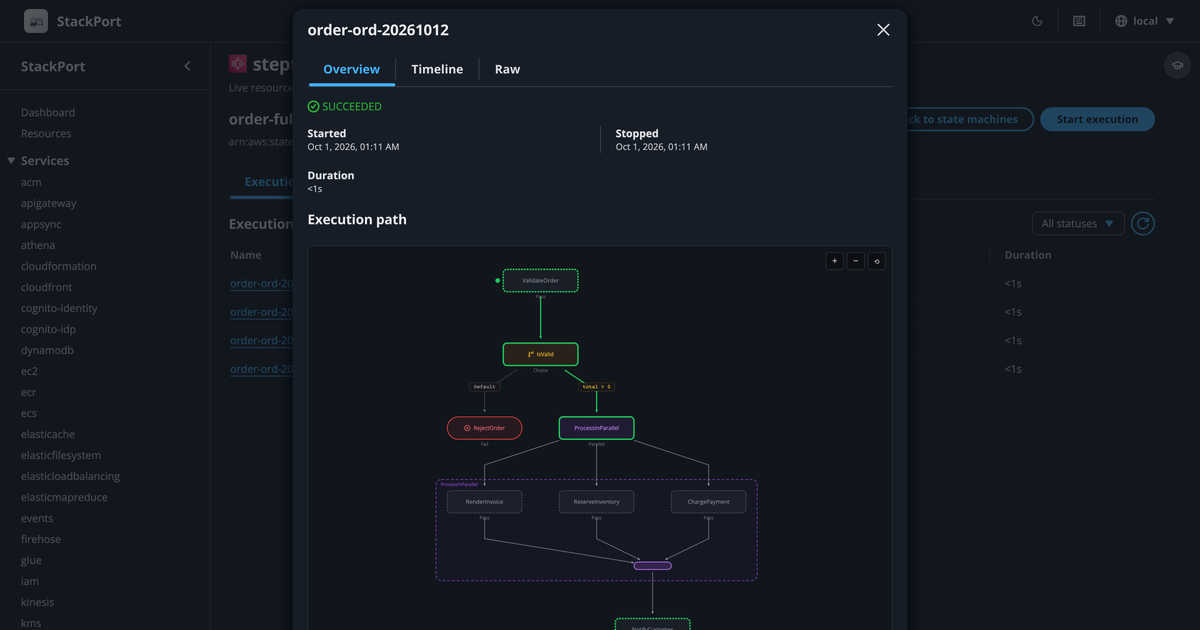 StackPort
local
StackPort
Dashboard
Resources
Services
acm
apigateway
appsync
athena
cloudformation
cloudfront
cognito-identity
cognito-idp
dynamodb
ec2
ecr
ecs
elasticache
elasticfilesystem
elasticloadbalancing
elasticmapreduce
events
firehose
glue
iam
kinesis
kms
Live resource
order-ful
arn:aws:state
Executio
Execution
Name
order-ord-20
order-ord-20
order-ord-20
order-ord-20
ck to state machines
Start execution
All statuses
Duration
<1s
<1s
<1s
<1s
order-ord-20261012
Overview
Timeline
Raw
SUCCEEDED
Started
Oct 1, 2026, 01:11 AM
Stopped
Oct 1, 2026, 01:11 AM
Duration
<1s
Execution path
+
−
ValidateOrder
Pass
IsValid
Choice
Default
total > 0
RejectOrder
Fail
ProcessInParallel
Parallel
ProcessInParallel
RenderInvoice
Pass
ReserveInventory
Pass
ChargePayment
Pass
NotifyCustomer